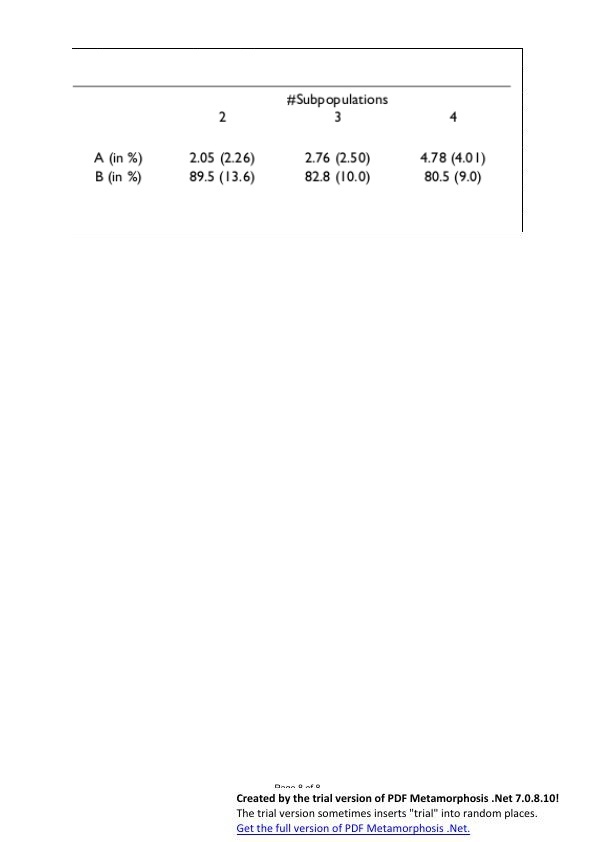 #Subpopulations
2 3 4
A (in %) 2.05 (2.26) 2.76 (2.50) 4.78 (4.01)
B (in %) 89.5 (13.6) 82.8 (10.0) 80.5 (9.0)
Page 8 of 8
Created by the trial version of PDF Metamorphosis .Net 7.0.8.10!
The trial version sometimes inserts "trial" into random places.
Get the full version of PDF Metamorphosis .Net.